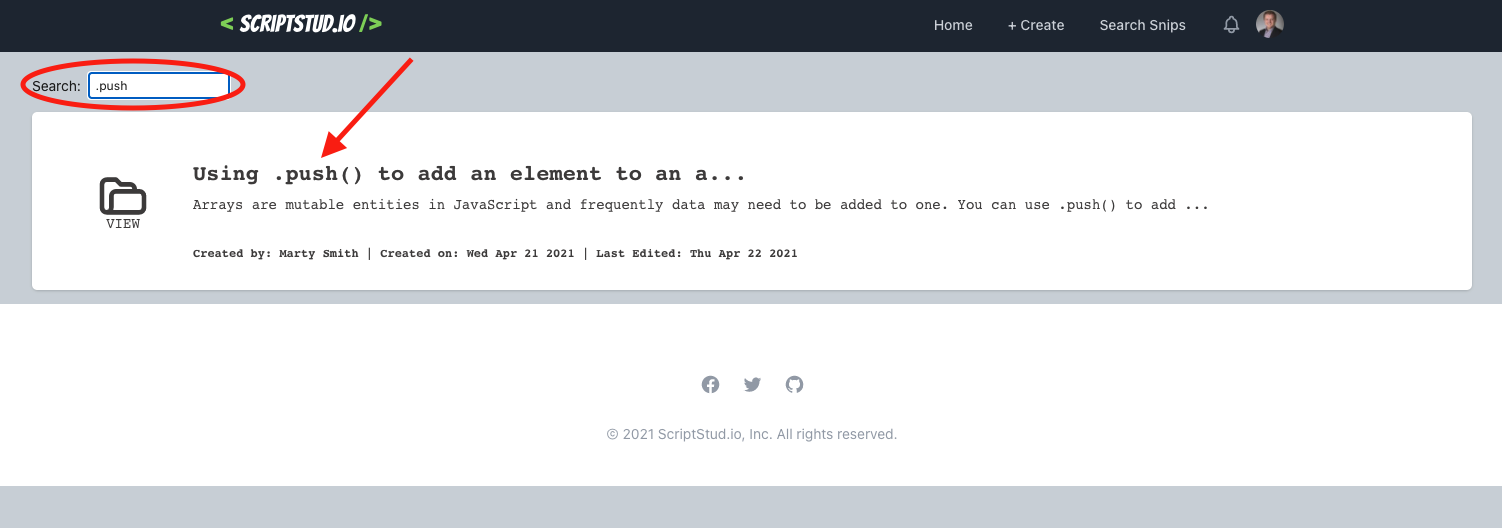 < SCRIPTSTUD.IO />
Home + Create Search Snips
Search: .push
Using .push() to add an element to an a...
Arrays are mutable entities in JavaScript and frequently data may need to be added to one. You can use .push() to add ...
VIEW
Created by: Marty Smith | Created on: Wed Apr 21 2021 | Last Edited: Thu Apr 22 2021
© 2021 ScriptStud.io, Inc. All rights reserved.